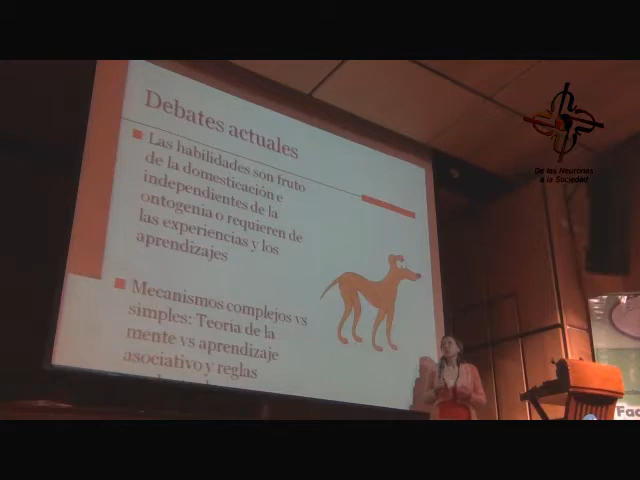 Debates actuales
Las habilidades son fruto
de la domesticación e
independientes de la
ontogenia o requieren de
las experiencias y los
aprendizajes
Mecanismos complejos vs
simples: Teoría de la
mente vs aprendizaje
asociativo y reglas
De las Neuronas
a la Sociedad
Fac